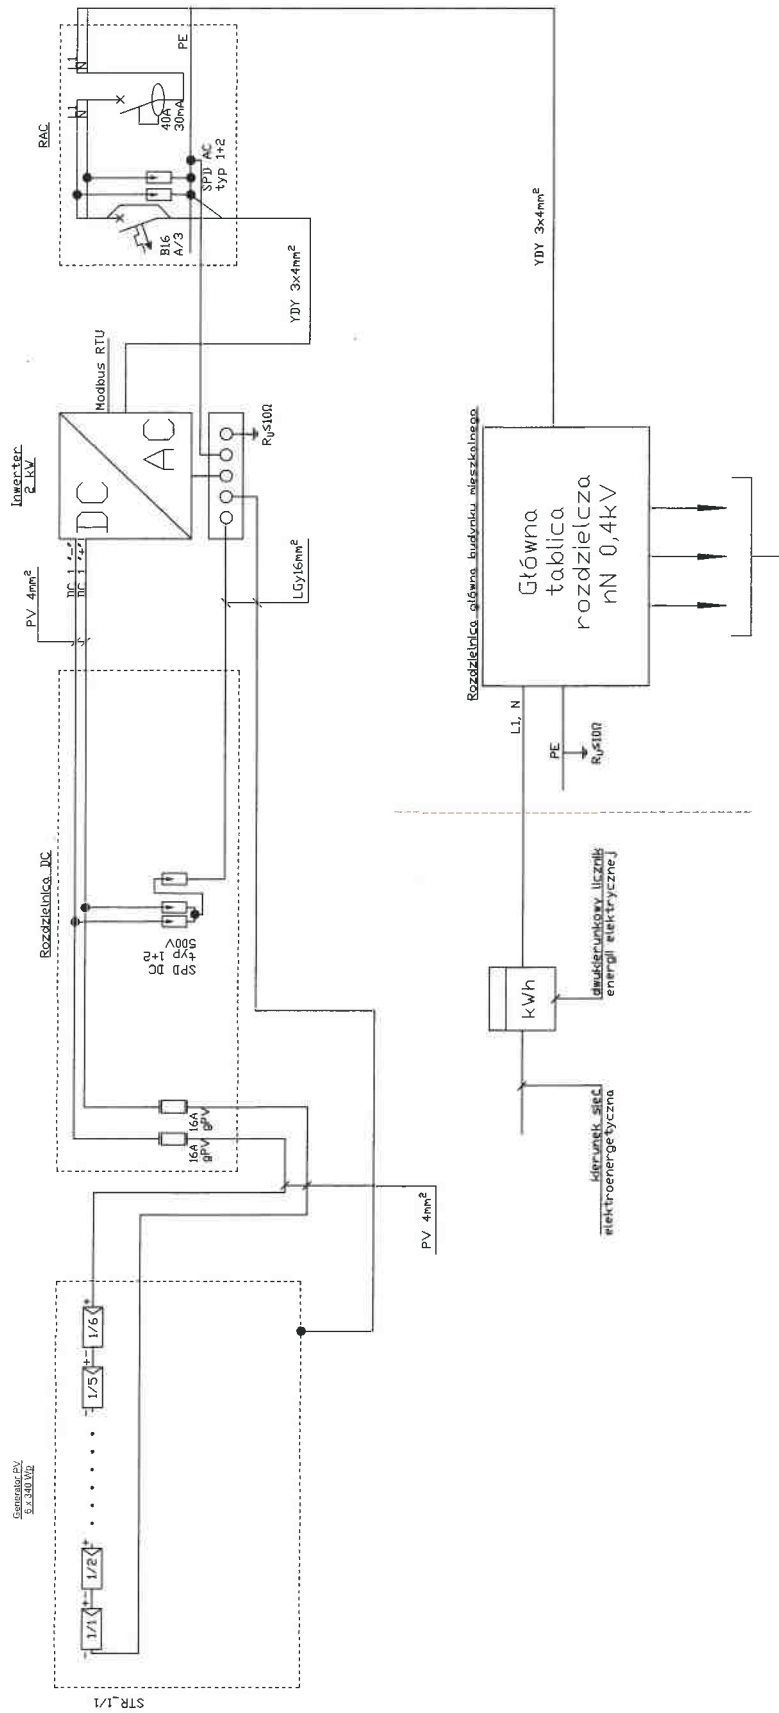 RAC
L1
N
L1
N
PE
40A
30mA
SPD AC
typ 1+2
B16
A/3
YDY 3x4mm²
YDY 3x4mm²
Modbus RTU
Inwerter
2 kW
DC
AC
Ru≤10Ω
DC 1 "-"
DC 1 "+"
PV 4mm²
LGy16mm²
Rozdzielnica DC
SPD DC
typ 1+2
500V
16A
gPV
16A
gPV
PV 4mm²
Generator PV
6 x 340 Wp
- 1/1 + - 1/2 +
- 1/5 + - 1/6 +
STR_1/1
Rozdzielnica główna budynku mieszkalnego
Główna
tablica
rozdzielcza
nN 0,4kV
L1, N
PE
Ru≤10Ω
kWh
dwukierunkowy licznik
energii elektrycznej
kierunek sieć
elektroenergetyczna